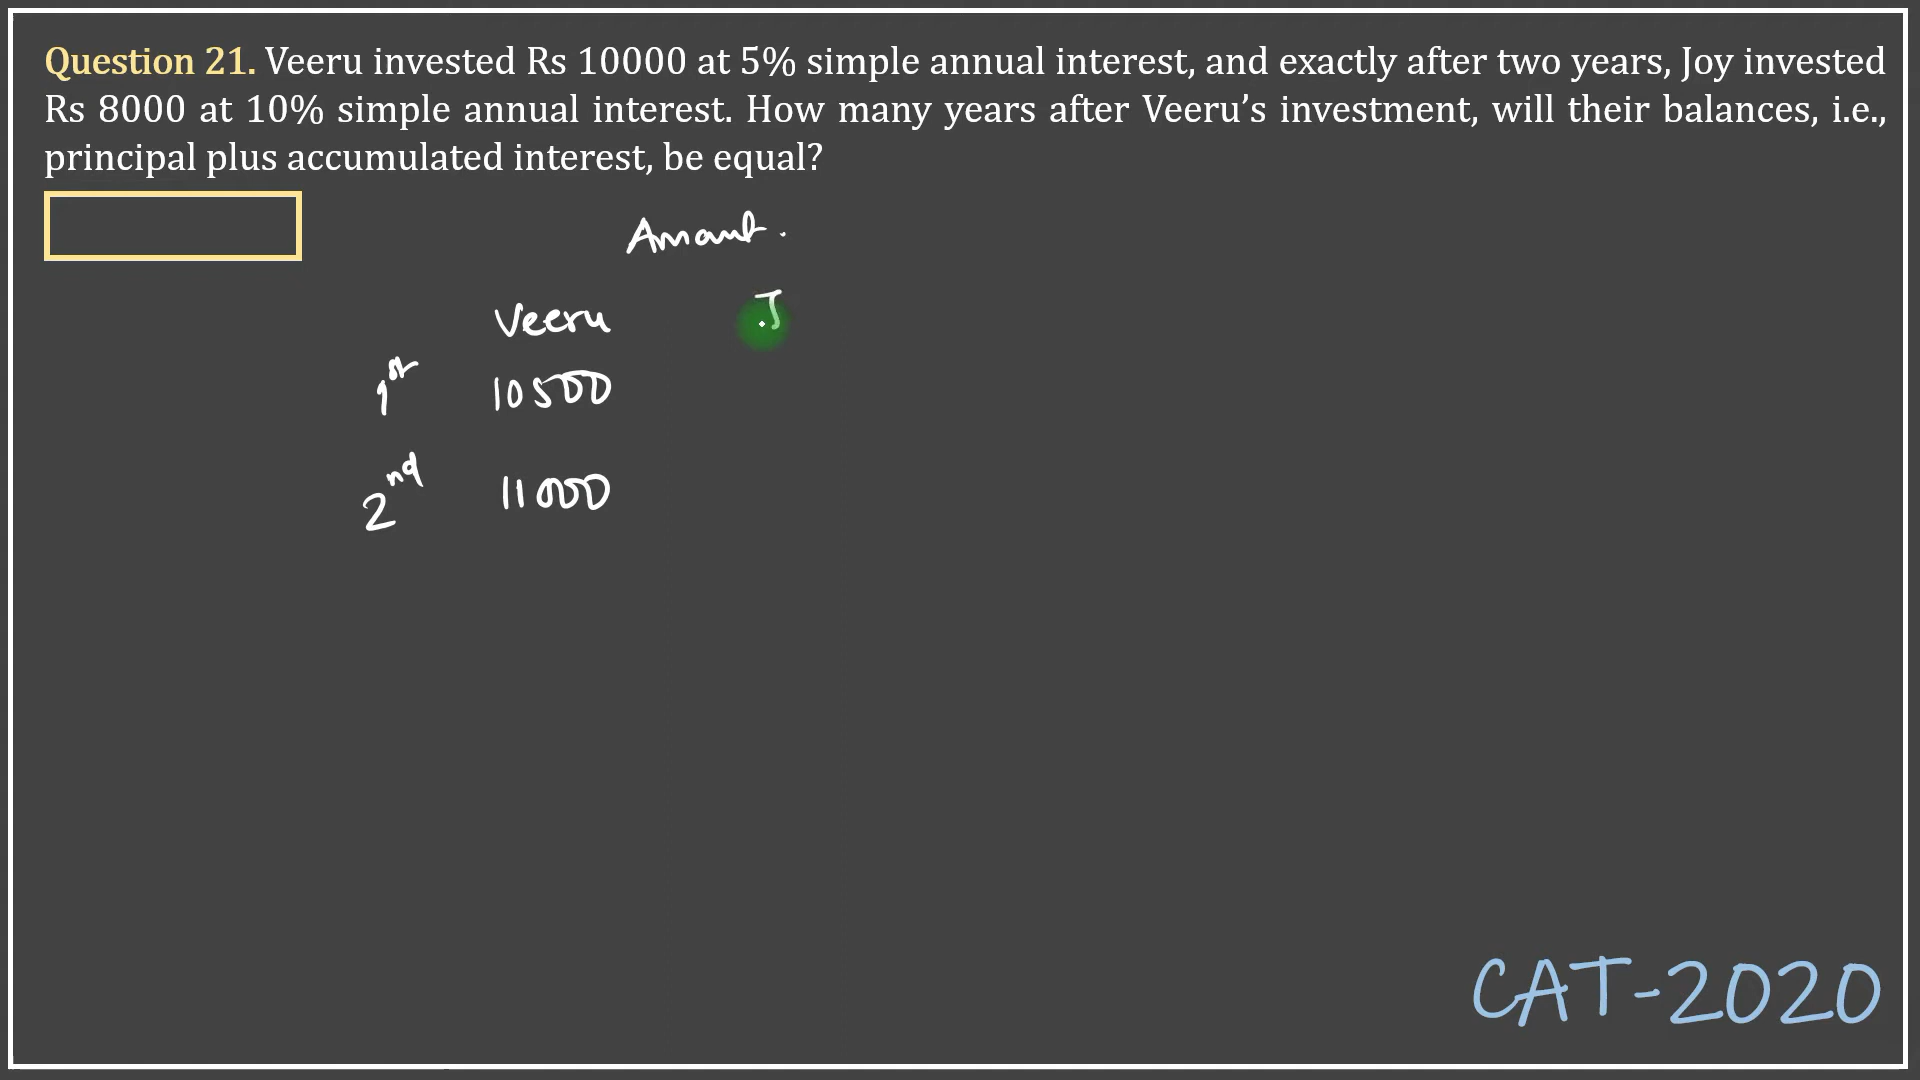 Question 21. Veeru invested Rs 10000 at 5% simple annual interest, and exactly after two years, Joy invested
Rs 8000 at 10% simple annual interest. How many years after Veeru’s investment, will their balances, i.e.,
principal plus accumulated interest, be equal?
Amount.
Veeru J
1st 10500
2nd 11000
CAT-2020